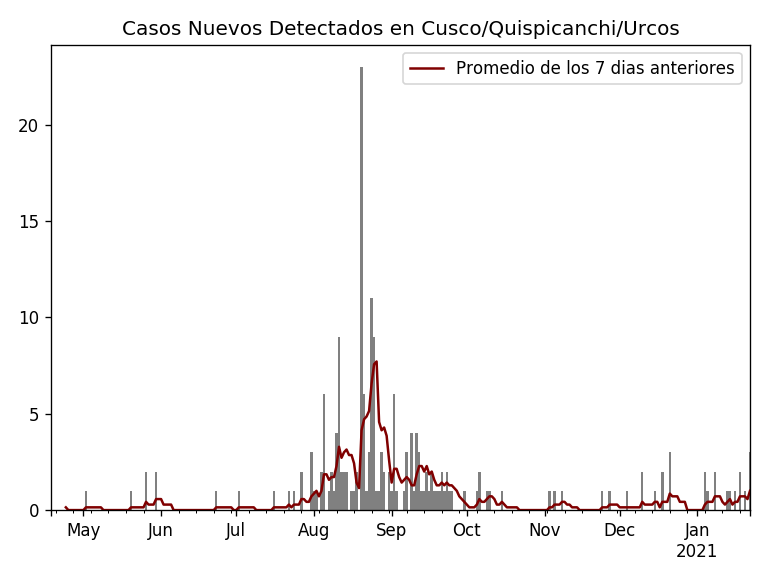 Casos Nuevos Detectados en Cusco/Quispicanchi/Urcos
Promedio de los 7 dias anteriores
20
15
10
5
0
May Jun Jul Aug Sep Oct Nov Dec Jan
2021